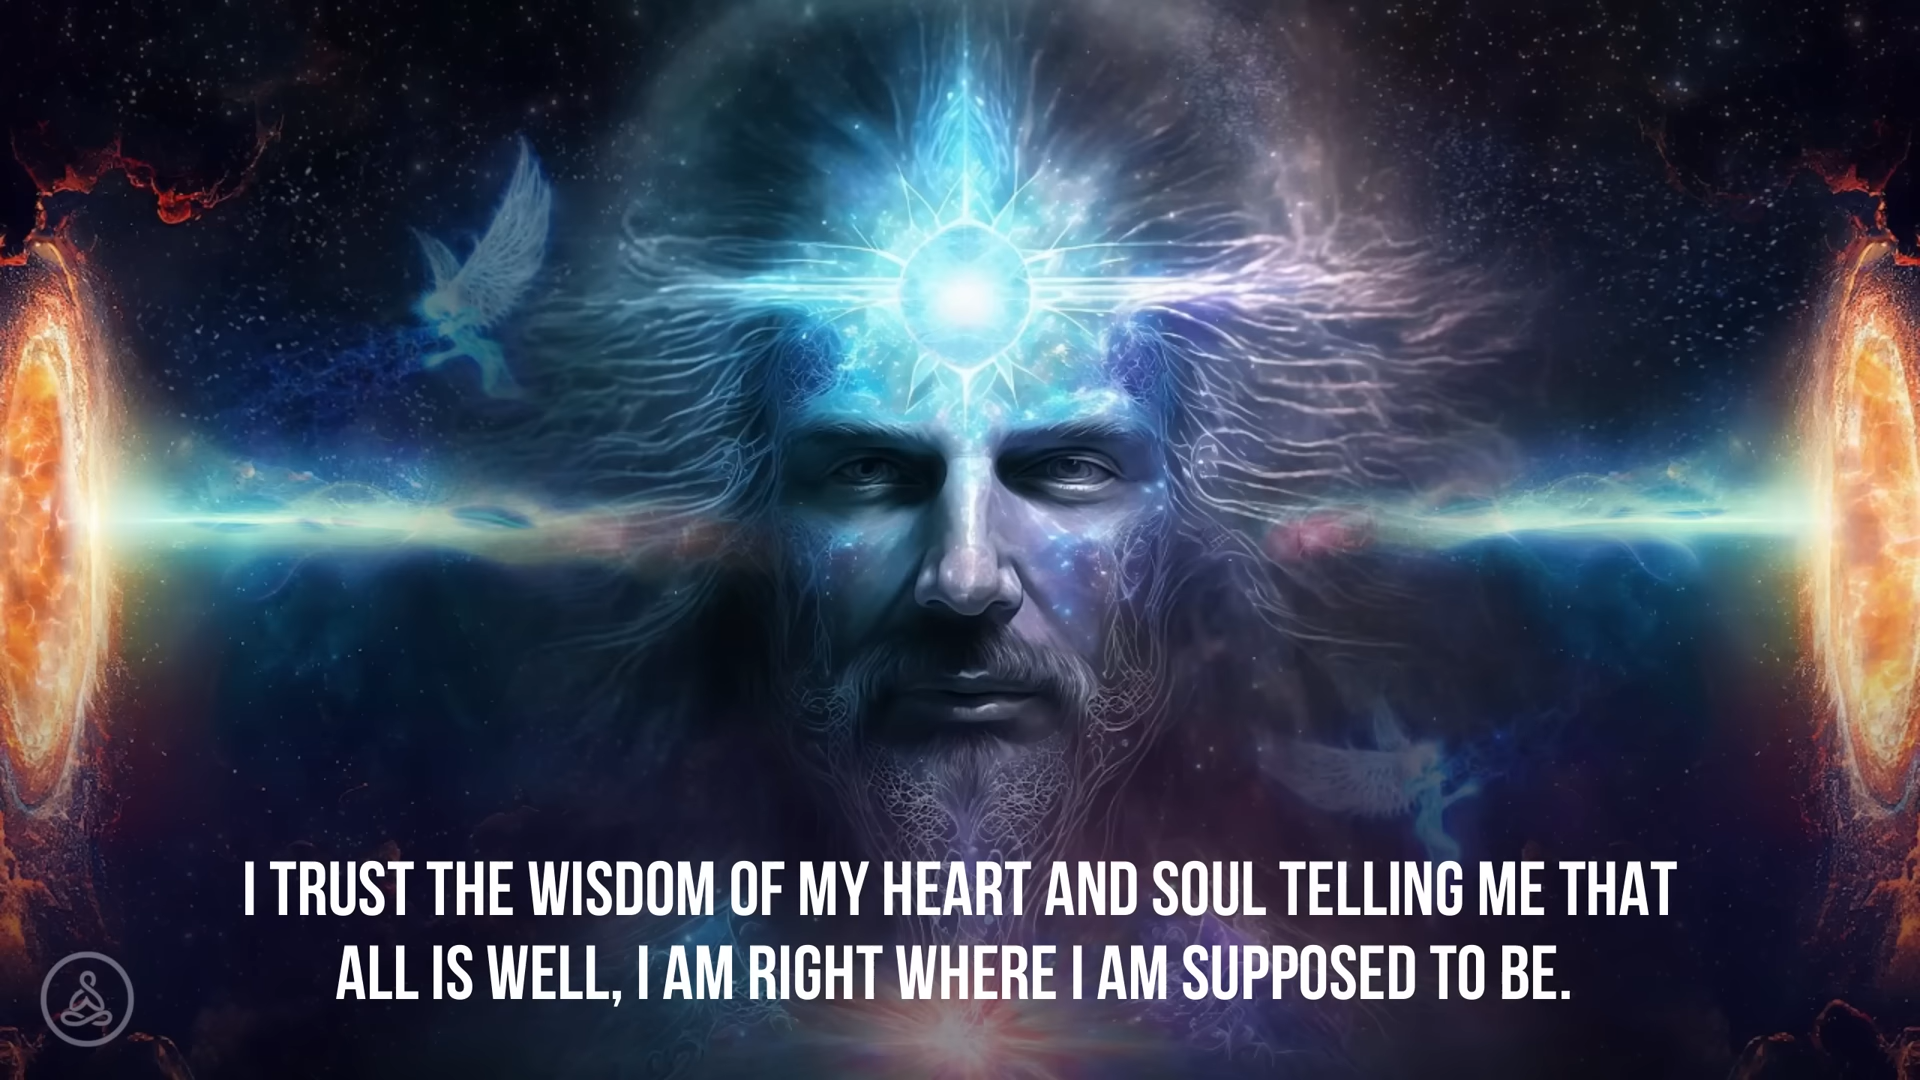 I TRUST THE WISDOM OF MY HEART AND SOUL TELLING ME THAT
ALL IS WELL, I AM RIGHT WHERE I AM SUPPOSED TO BE.